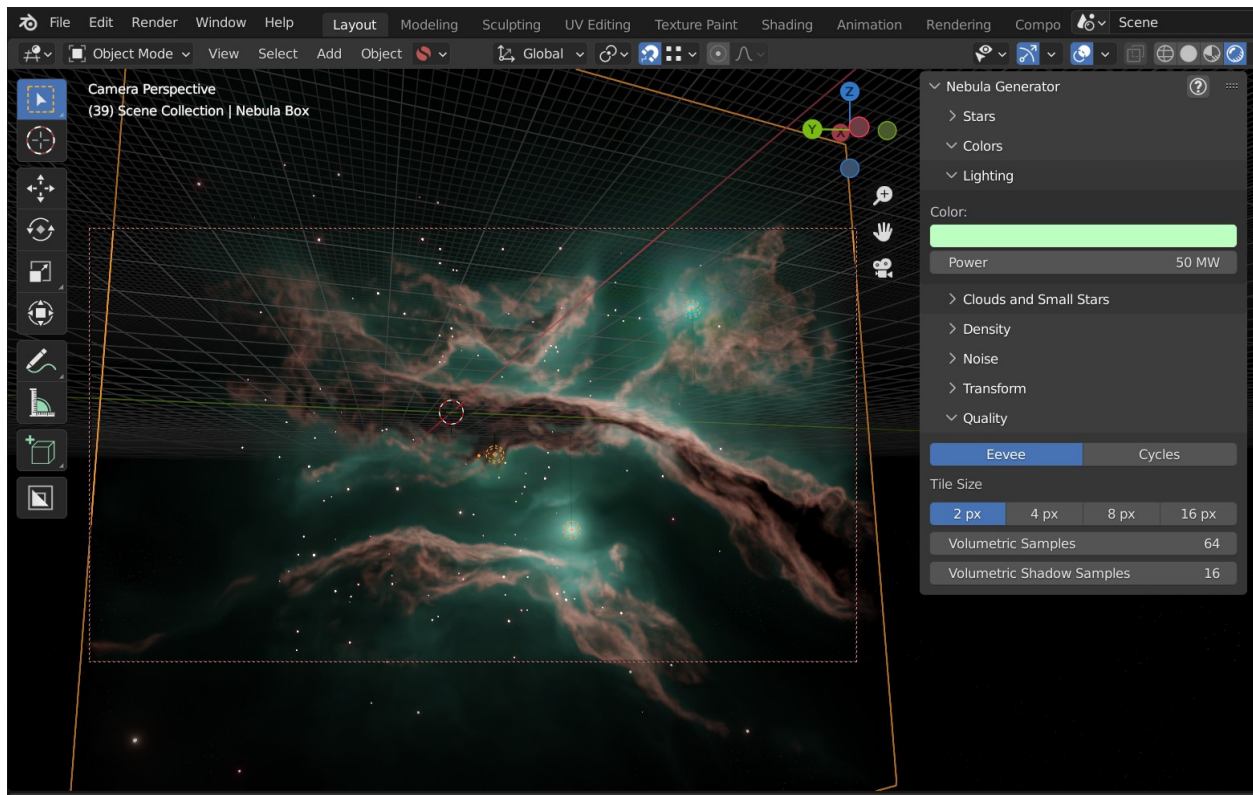 File Edit Render Window Help Layout Modeling Sculpting UV Editing Texture Paint Shading Animation Rendering Compo Scene
Object Mode View Select Add Object Global
Camera Perspective
(39) Scene Collection | Nebula Box
Z
Y
X
Nebula Generator ?
Stars
Colors
Lighting
Color:
Power 50 MW
Clouds and Small Stars
Density
Noise
Transform
Quality
Eevee Cycles
Tile Size
2 px 4 px 8 px 16 px
Volumetric Samples 64
Volumetric Shadow Samples 16